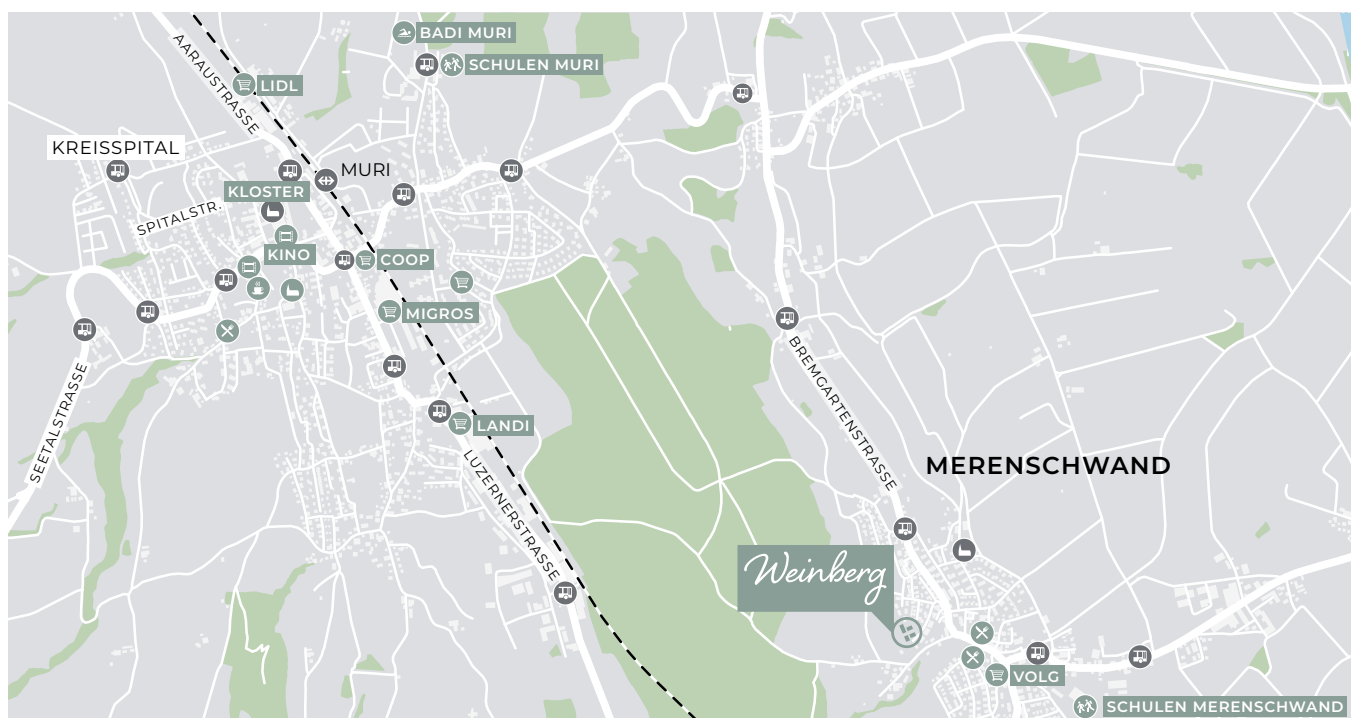 BADI MURI
SCHULEN MURI
AARAUSTRASSE
LIDL
KREISSPITAL
MURI
KLOSTER
SPITALSTR.
KINO
COOP
MIGROS
SEETALSTRASSE
LANDI
LUZERNERSTRASSE
BREMGARTENSTRASSE
MERENSCHWAND
Weinberg
VOLG
SCHULEN MERENSCHWAND